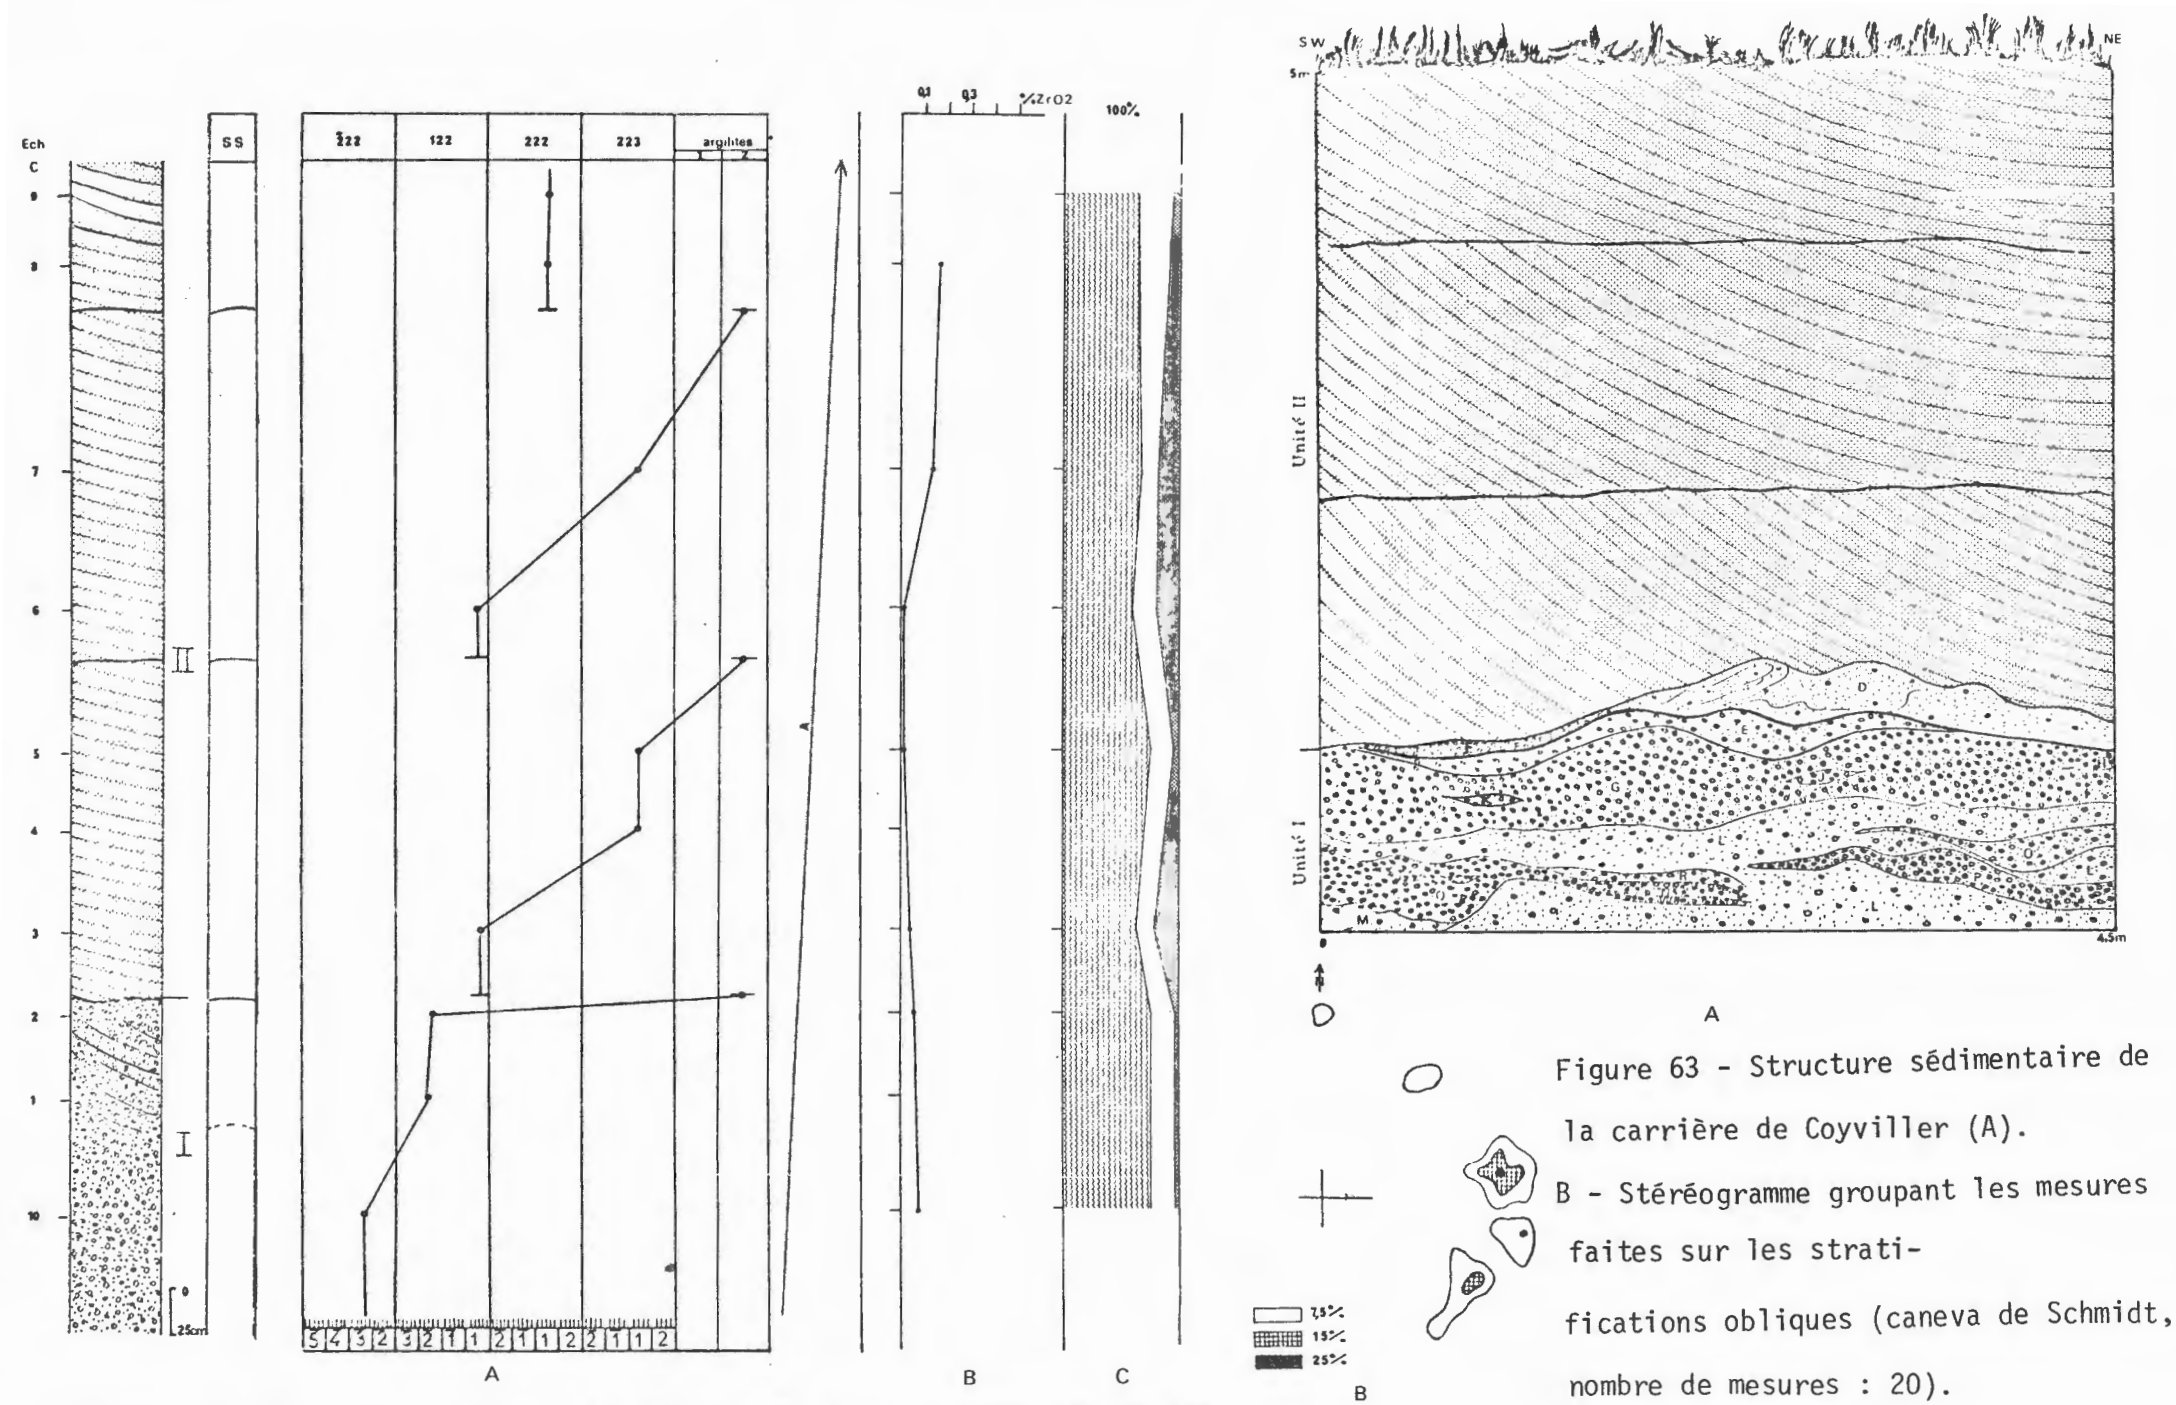 Ech
C
9
8
7
6
5
4
3
2
1
10
II
I
0
25cm
SS
322 122 222 223 argilites
1 2
5 4 3 2 3 2 1 1 2 1 1 2 2 1 1 2
A
A
0,1 0,3 %ZrO2
B
100%
C
SW NE
5m
Unité II
Unité I
D
E
F
G
J
K
L
O
L
R
P
Q
L
M
4,5m
0
N
A
7,5%
15%
25%
B
Figure 63 - Structure sédimentaire de
la carrière de Coyviller (A).
B - Stéréogramme groupant les mesures
faites sur les strati-
fications obliques (caneva de Schmidt,
nombre de mesures : 20).